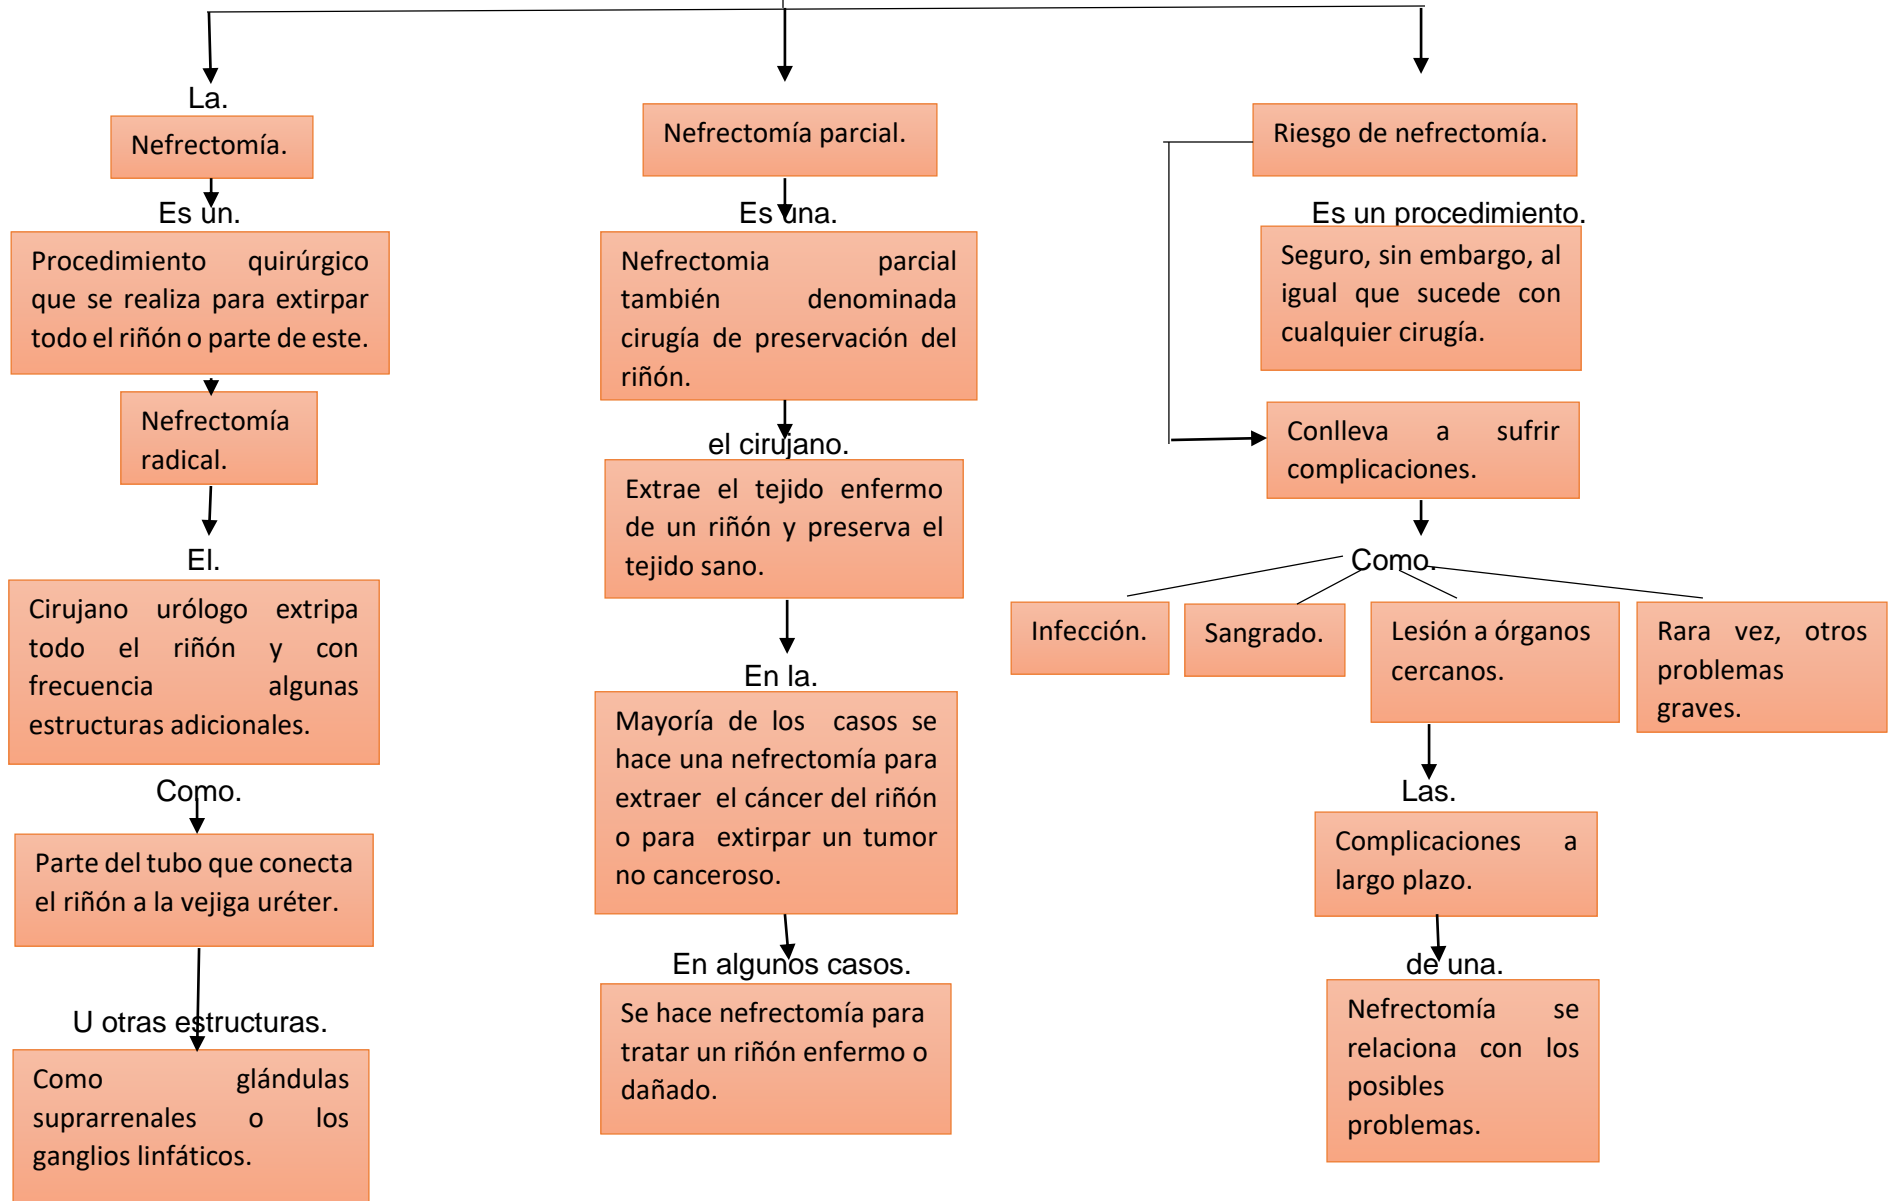 La.
Nefrectomía.
Es un.
Procedimiento quirúrgico
que se realiza para extirpar
todo el riñón o parte de este.
Nefrectomía
radical.
El.
Cirujano urólogo extripa
todo el riñón y con
frecuencia algunas
estructuras adicionales.
Como.
Parte del tubo que conecta
el riñón a la vejiga uréter.
U otras estructuras.
Como glándulas
suprarrenales o los
ganglios linfáticos.
Nefrectomía parcial.
Es una.
Nefrectomia parcial
también denominada
cirugía de preservación del
riñón.
el cirujano.
Extrae el tejido enfermo
de un riñón y preserva el
tejido sano.
En la.
Mayoría de los casos se
hace una nefrectomía para
extraer el cáncer del riñón
o para extirpar un tumor
no canceroso.
En algunos casos.
Se hace nefrectomía para
tratar un riñón enfermo o
dañado.
Riesgo de nefrectomía.
Es un procedimiento.
Seguro, sin embargo, al
igual que sucede con
cualquier cirugía.
Conlleva a sufrir
complicaciones.
Como.
Infección.
Sangrado.
Lesión a órganos
cercanos.
Rara vez, otros
problemas
graves.
Las.
Complicaciones a
largo plazo.
de una.
Nefrectomía se
relaciona con los
posibles
problemas.